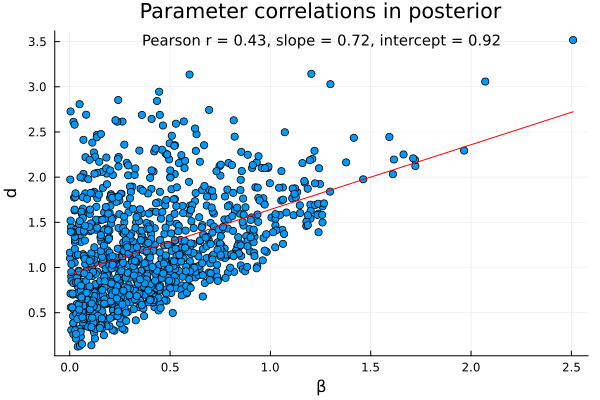 Parameter correlations in posterior
Pearson r = 0.43, slope = 0.72, intercept = 0.92
3.5
3.0
2.5
2.0
1.5
1.0
0.5
d
0.0 0.5 1.0 1.5 2.0 2.5
β